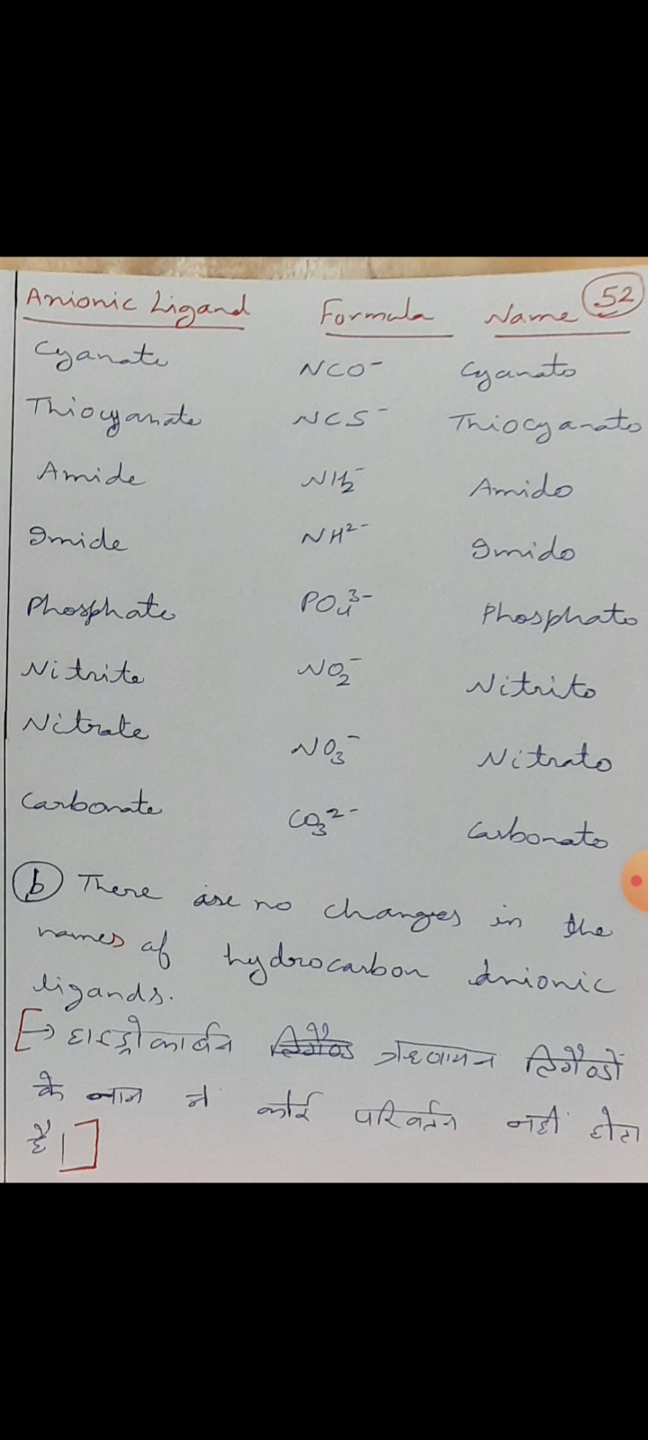 52
Anionic Ligand Formula Name
Cyanate NCO⁻ Cyanato
Thiocyanate NCS⁻ Thiocyanato
Amide NH₂⁻ Amido
Imide NH²⁻ Imido
Phosphate PO₄³⁻ Phosphato
Nitrite NO₂⁻ Nitrito
Nitrate NO₃⁻ Nitrato
Carbonate CO₃²⁻ Carbonato
(b) There are no changes in the
names of hydrocarbon Anionic
ligands.
[→ हाइड्रोकार्बन लिगैंड ऋणायन लिगैंडों
के नाम में कोई परिवर्तन नहीं होता
है।]